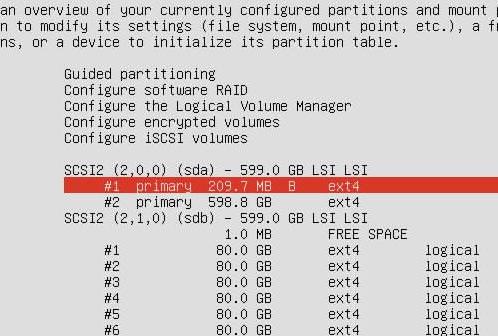 an overview of your currently configured partitions and mount
n to modify its settings (file system, mount point, etc.), a
ns, or a device to initialize its partition table.
Guided partitioning
Configure software RAID
Configure the Logical Volume Manager
Configure encrypted volumes
Configure iSCSI volumes
SCSI2 (2,0,0) (sda) - 599.0 GB LSI LSI
#1 primary 209.7 MB B ext4
#2 primary 598.8 GB ext4
SCSI2 (2,1,0) (sdb) - 599.0 GB LSI LSI
1.0 MB FREE SPACE
#1 80.0 GB ext4 logical
#2 80.0 GB ext4 logical
#3 80.0 GB ext4 logical
#4 80.0 GB ext4 logical
#5 80.0 GB ext4 logical
#6 80.0 GB ext4 logical